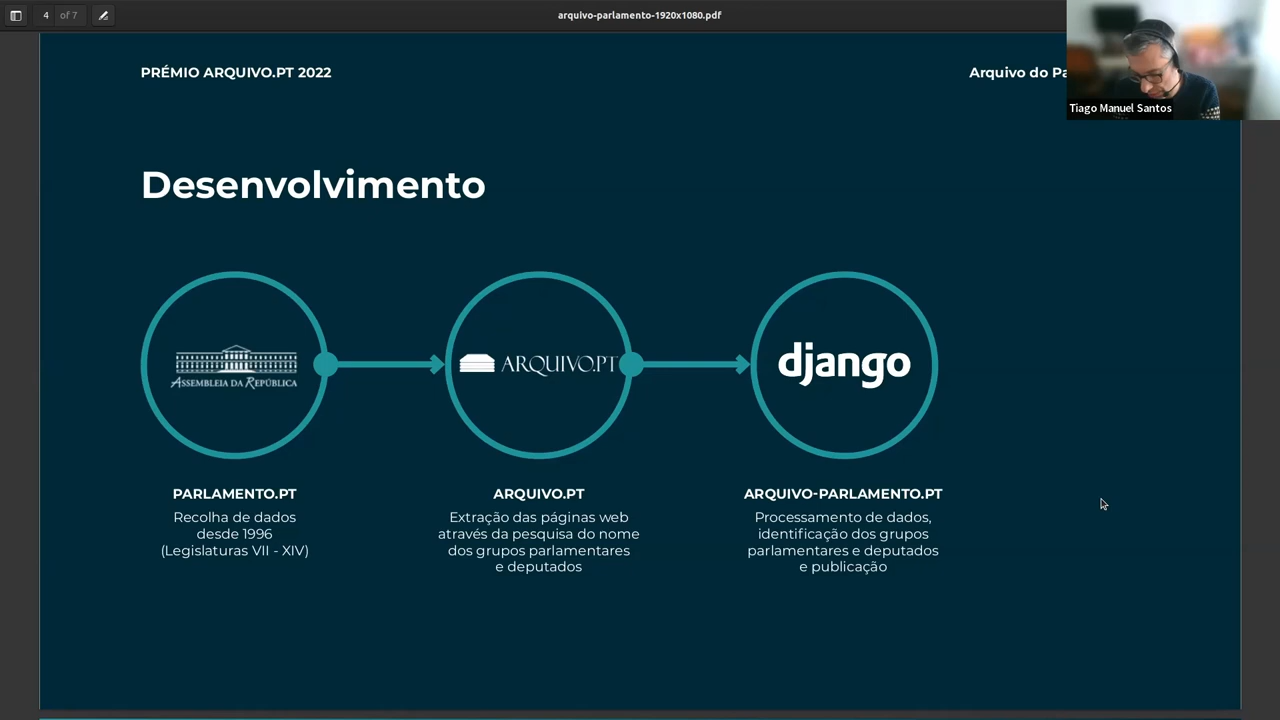 4 of 7
arquivo-parlamento-1920x1080.pdf
PRÉMIO ARQUIVO.PT 2022
Arquivo do
Tiago Manuel Santos
Desenvolvimento
ASSEMBLEIA DA REPÚBLICA
ARQUIVO.PT
django
PARLAMENTO.PT
Recolha de dados
desde 1996
(Legislaturas VII - XIV)
ARQUIVO.PT
Extração das páginas web
através da pesquisa do nome
dos grupos parlamentares
e deputados
ARQUIVO-PARLAMENTO.PT
Processamento de dados,
identificação dos grupos
parlamentares e deputados
e publicação